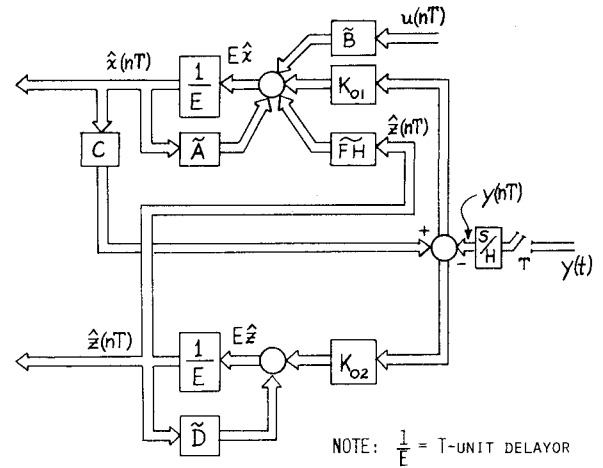 u(nT)
B̃
x̂(nT)
Ex̂
1/E
K₀₁
ẑ(nT)
C
Ã
F̃H̃
y(nT)
+
S/H
-
T
y(t)
ẑ(nT)
Eẑ
1/E
K₀₂
D̃
NOTE: 1/E = T-UNIT DELAYOR